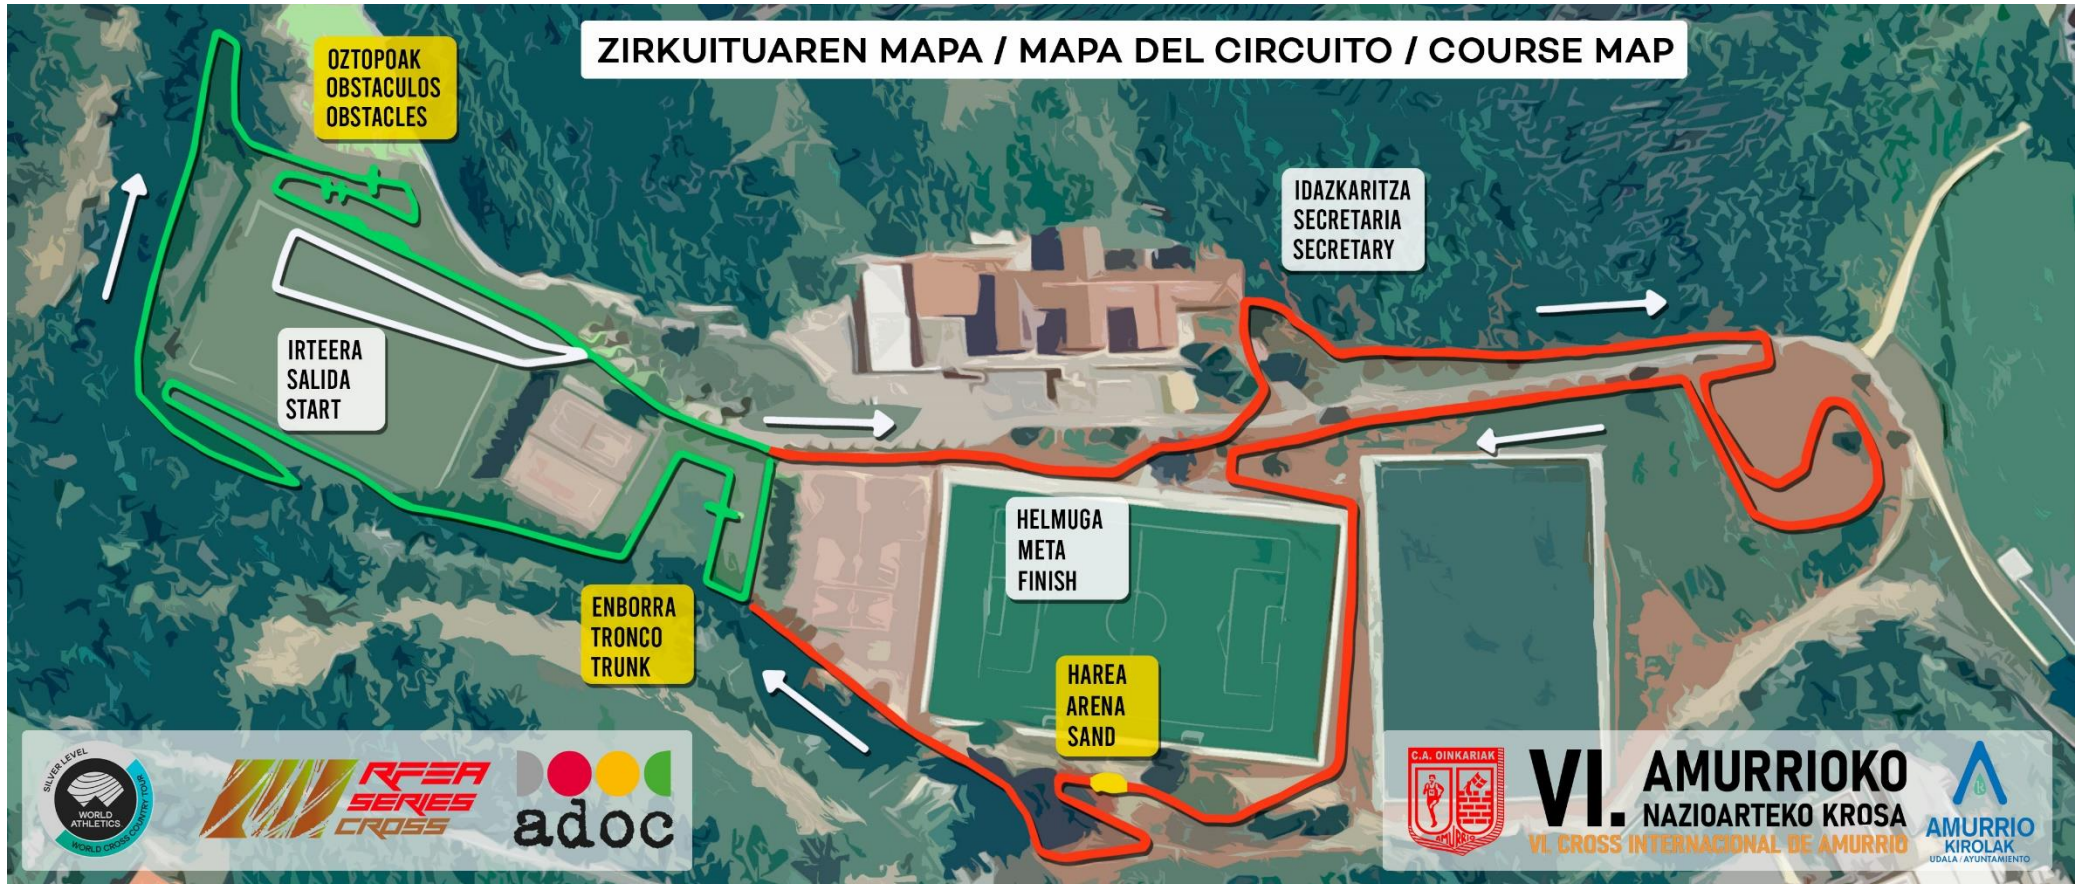 ZIRKUITUAREN MAPA / MAPA DEL CIRCUITO / COURSE MAP
OZTOPOAK
OBSTACULOS
OBSTACLES
IDAZKARITZA
SECRETARIA
SECRETARY
IRTEERA
SALIDA
START
HELMUGA
META
FINISH
ENBORRA
TRONCO
TRUNK
HAREA
ARENA
SAND
SILVER LEVEL
WORLD
ATHLETICS
WORLD CROSS COUNTRY TOUR
RFEA
SERIES
CROSS
adoc
C.A. OINKARIAK
AMURRIO
VI. AMURRIOKO
NAZIOARTEKO KROSA
VI. CROSS INTERNACIONAL DE AMURRIO
AMURRIO
KIROLAK
UDALA / AYUNTAMIENTO